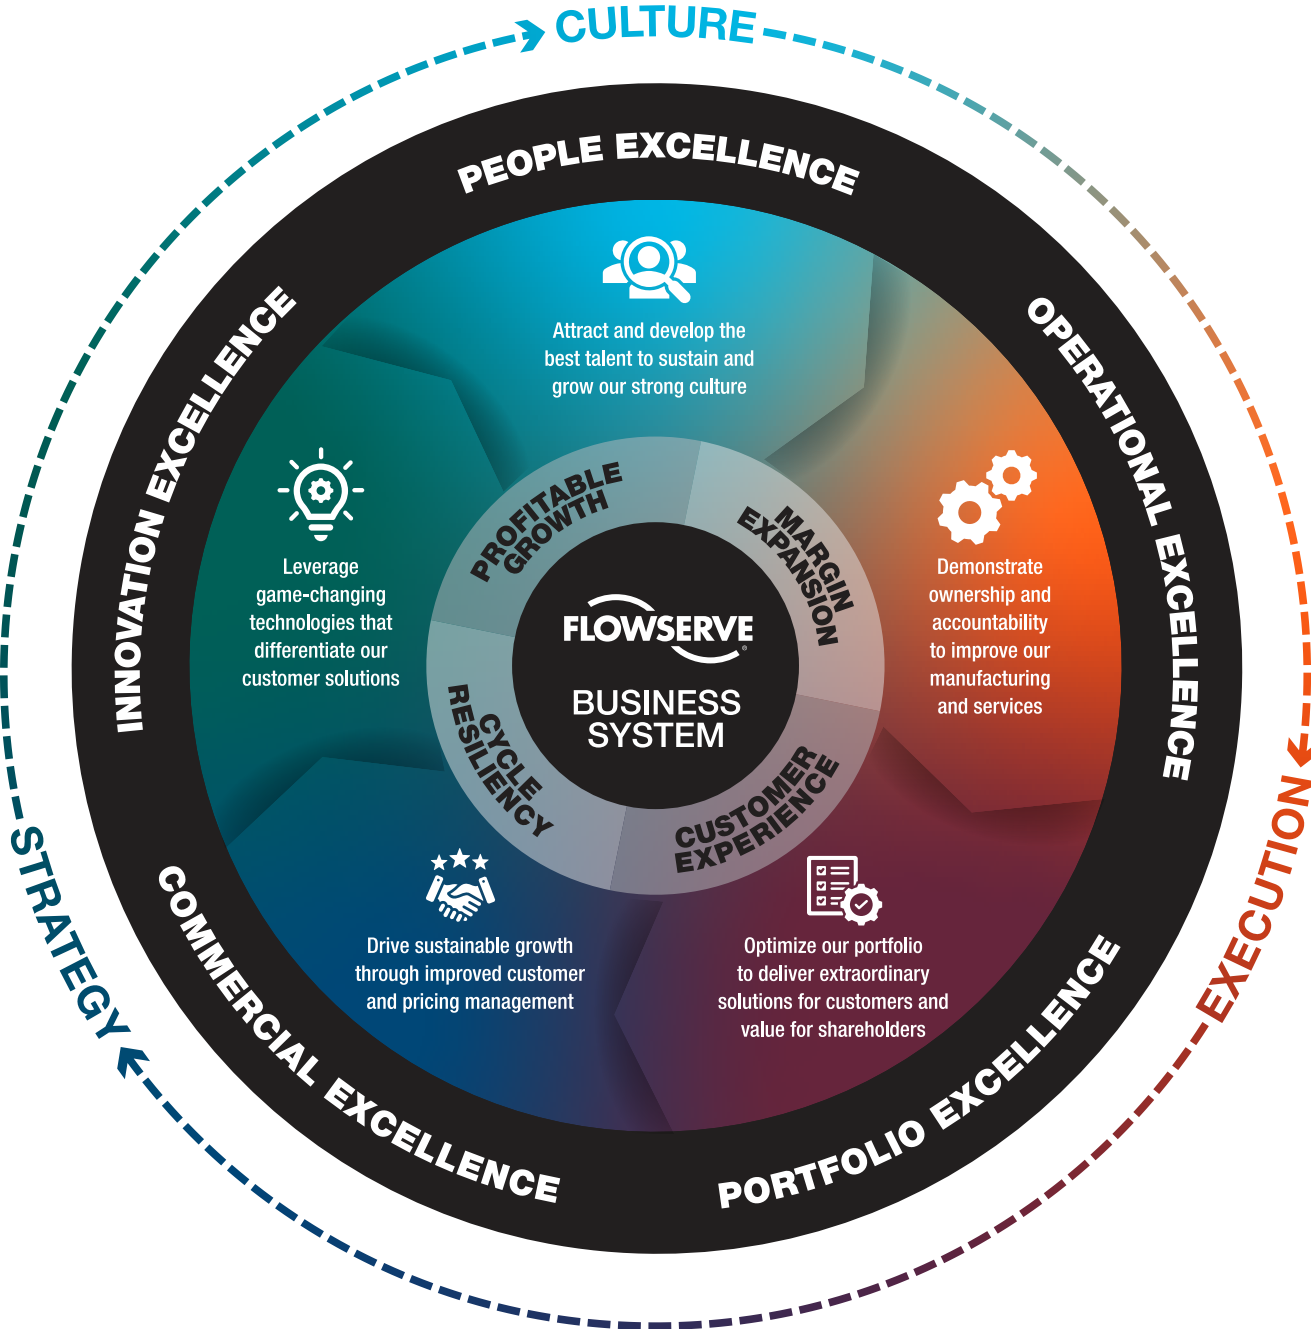 CULTURE
PEOPLE EXCELLENCE
Attract and develop the
best talent to sustain and
grow our strong culture
OPERATIONAL EXCELLENCE
Demonstrate
ownership and
accountability
to improve our
manufacturing
and services
EXECUTION
PORTFOLIO EXCELLENCE
Optimize our portfolio
to deliver extraordinary
solutions for customers and
value for shareholders
COMMERCIAL EXCELLENCE
Drive sustainable growth
through improved customer
and pricing management
STRATEGY
INNOVATION EXCELLENCE
Leverage
game-changing
technologies that
differentiate our
customer solutions
PROFITABLE
GROWTH
MARGIN
EXPANSION
CUSTOMER
EXPERIENCE
CYCLE
RESILIENCY
FLOWSERVE
BUSINESS
SYSTEM